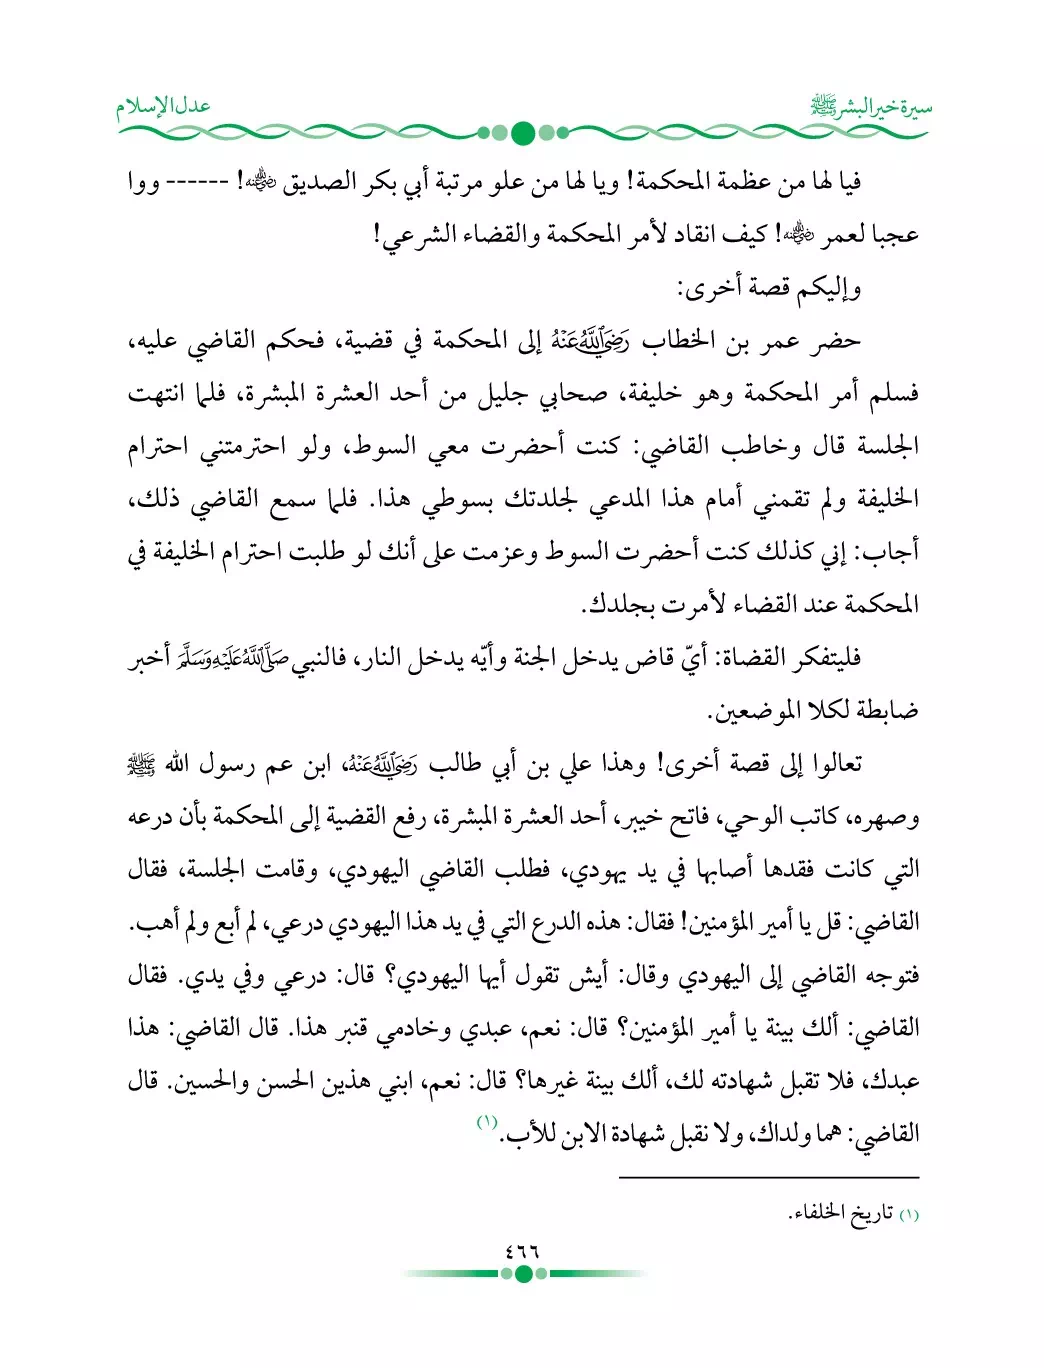 سيرة خير البشر ﷺ
عدل الإسلام
فيا لها من عظمة المحكمة! ويا لها من علو مرتبة أبي بكر الصديق رضي الله عنه! ------ ووا
عجبا لعمر رضي الله عنه! كيف انقاد لأمر المحكمة والقضاء الشرعي!
وإليكم قصة أخرى:
حضر عمر بن الخطاب رَضِيَ اللَّهُ عَنْهُ إلى المحكمة في قضية، فحكم القاضي عليه،
فسلم أمر المحكمة وهو خليفة، صحابي جليل من أحد العشرة المبشرة، فلما انتهت
الجلسة قال وخاطب القاضي: كنت أحضرت معي السوط، ولو احترمتني احترام
الخليفة ولم تقمني أمام هذا المدعي لجلدتك بسوطي هذا. فلما سمع القاضي ذلك،
أجاب: إني كذلك كنت أحضرت السوط وعزمت على أنك لو طلبت احترام الخليفة في
المحكمة عند القضاء لأمرت بجلدك.
فليتفكر القضاة: أيّ قاض يدخل الجنة وأيّه يدخل النار، فالنبي صَلَّى اللَّهُ عَلَيْهِ وَسَلَّمَ أخبر
ضابطة لكلا الموضعين.
تعالوا إلى قصة أخرى! وهذا علي بن أبي طالب رَضِيَ اللَّهُ عَنْهُ، ابن عم رسول الله ﷺ
وصهره، كاتب الوحي، فاتح خيبر، أحد العشرة المبشرة، رفع القضية إلى المحكمة بأن درعه
التي كانت فقدها أصابها في يد يهودي، فطلب القاضي اليهودي، وقامت الجلسة، فقال
القاضي: قل يا أمير المؤمنين! فقال: هذه الدرع التي في يد هذا اليهودي درعي، لم أبع ولم أهب.
فتوجه القاضي إلى اليهودي وقال: أيش تقول أيها اليهودي؟ قال: درعي وفي يدي. فقال
القاضي: ألك بينة يا أمير المؤمنين؟ قال: نعم، عبدي وخادمي قنبر هذا. قال القاضي: هذا
عبدك، فلا تقبل شهادته لك، ألك بينة غيرها؟ قال: نعم، ابني هذين الحسن والحسين. قال
القاضي: هما ولداك، ولا نقبل شهادة الابن للأب.(١)
(١) تاريخ الخلفاء.
٤٦٦